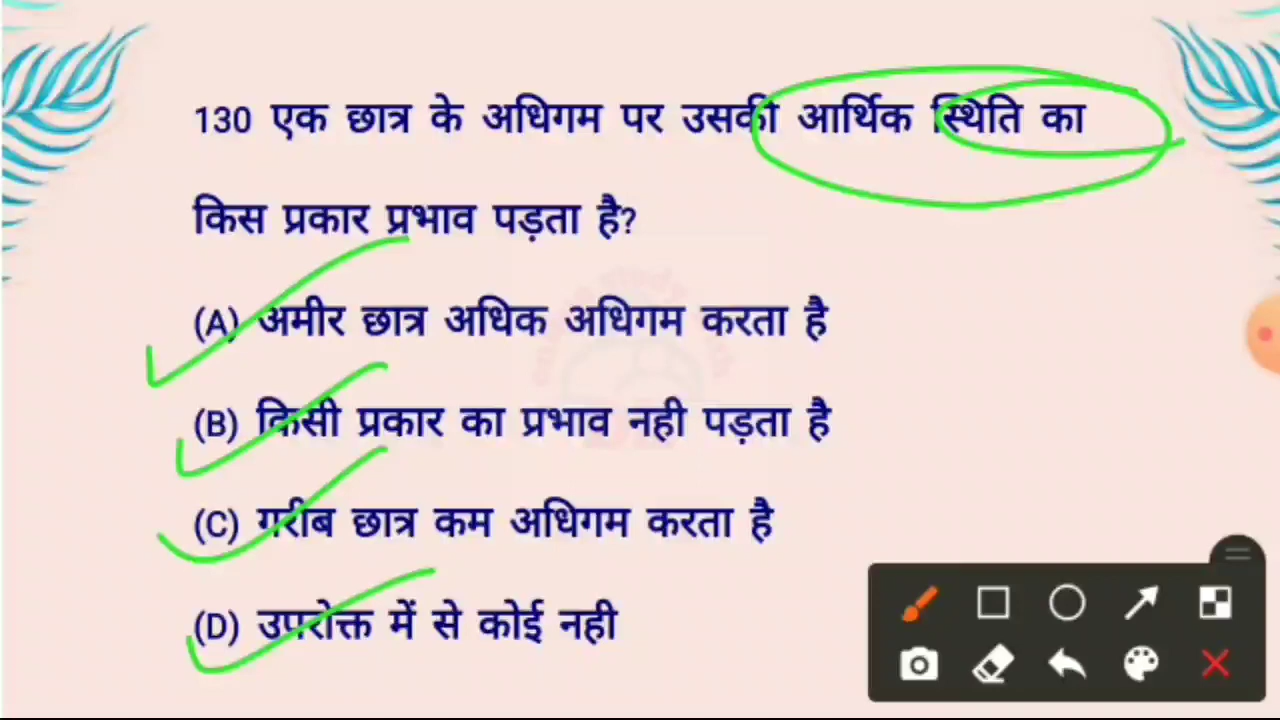 130 एक छात्र के अधिगम पर उसकी आर्थिक स्थिति का
किस प्रकार प्रभाव पड़ता है?
(A) अमीर छात्र अधिक अधिगम करता है
(B) किसी प्रकार का प्रभाव नही पड़ता है
(C) गरीब छात्र कम अधिगम करता है
(D) उपरोक्त में से कोई नही